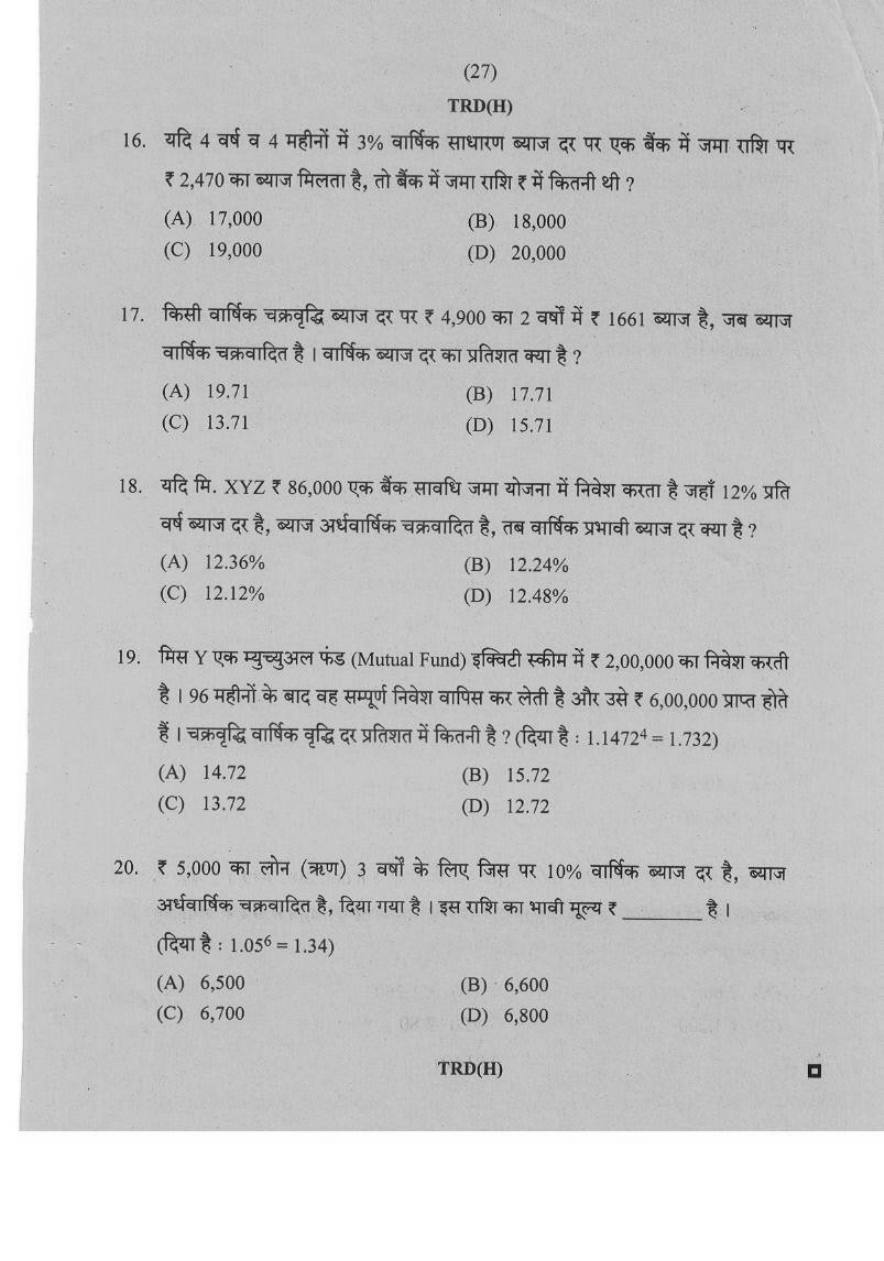 (27)
TRD(H)
16. यदि 4 वर्ष व 4 महीनों में 3% वार्षिक साधारण ब्याज दर पर एक बैंक में जमा राशि पर
₹ 2,470 का ब्याज मिलता है, तो बैंक में जमा राशि ₹ में कितनी थी ?
(A) 17,000 (B) 18,000
(C) 19,000 (D) 20,000
17. किसी वार्षिक चक्रवृद्धि ब्याज दर पर ₹ 4,900 का 2 वर्षों में ₹ 1661 ब्याज है, जब ब्याज
वार्षिक चक्रवादित है । वार्षिक ब्याज दर का प्रतिशत क्या है ?
(A) 19.71 (B) 17.71
(C) 13.71 (D) 15.71
18. यदि मि. XYZ ₹ 86,000 एक बैंक सावधि जमा योजना में निवेश करता है जहाँ 12% प्रति
वर्ष ब्याज दर है, ब्याज अर्धवार्षिक चक्रवादित है, तब वार्षिक प्रभावी ब्याज दर क्या है ?
(A) 12.36% (B) 12.24%
(C) 12.12% (D) 12.48%
19. मिस Y एक म्युच्युअल फंड (Mutual Fund) इक्विटी स्कीम में ₹ 2,00,000 का निवेश करती
है । 96 महीनों के बाद वह सम्पूर्ण निवेश वापिस कर लेती है और उसे ₹ 6,00,000 प्राप्त होते
हैं । चक्रवृद्धि वार्षिक वृद्धि दर प्रतिशत में कितनी है ? (दिया है : 1.1472⁴ = 1.732)
(A) 14.72 (B) 15.72
(C) 13.72 (D) 12.72
20. ₹ 5,000 का लोन (ऋण) 3 वर्षों के लिए जिस पर 10% वार्षिक ब्याज दर है, ब्याज
अर्धवार्षिक चक्रवादित है, दिया गया है । इस राशि का भावी मूल्य ₹ ________ है ।
(दिया है : 1.05⁶ = 1.34)
(A) 6,500 (B) 6,600
(C) 6,700 (D) 6,800
TRD(H)